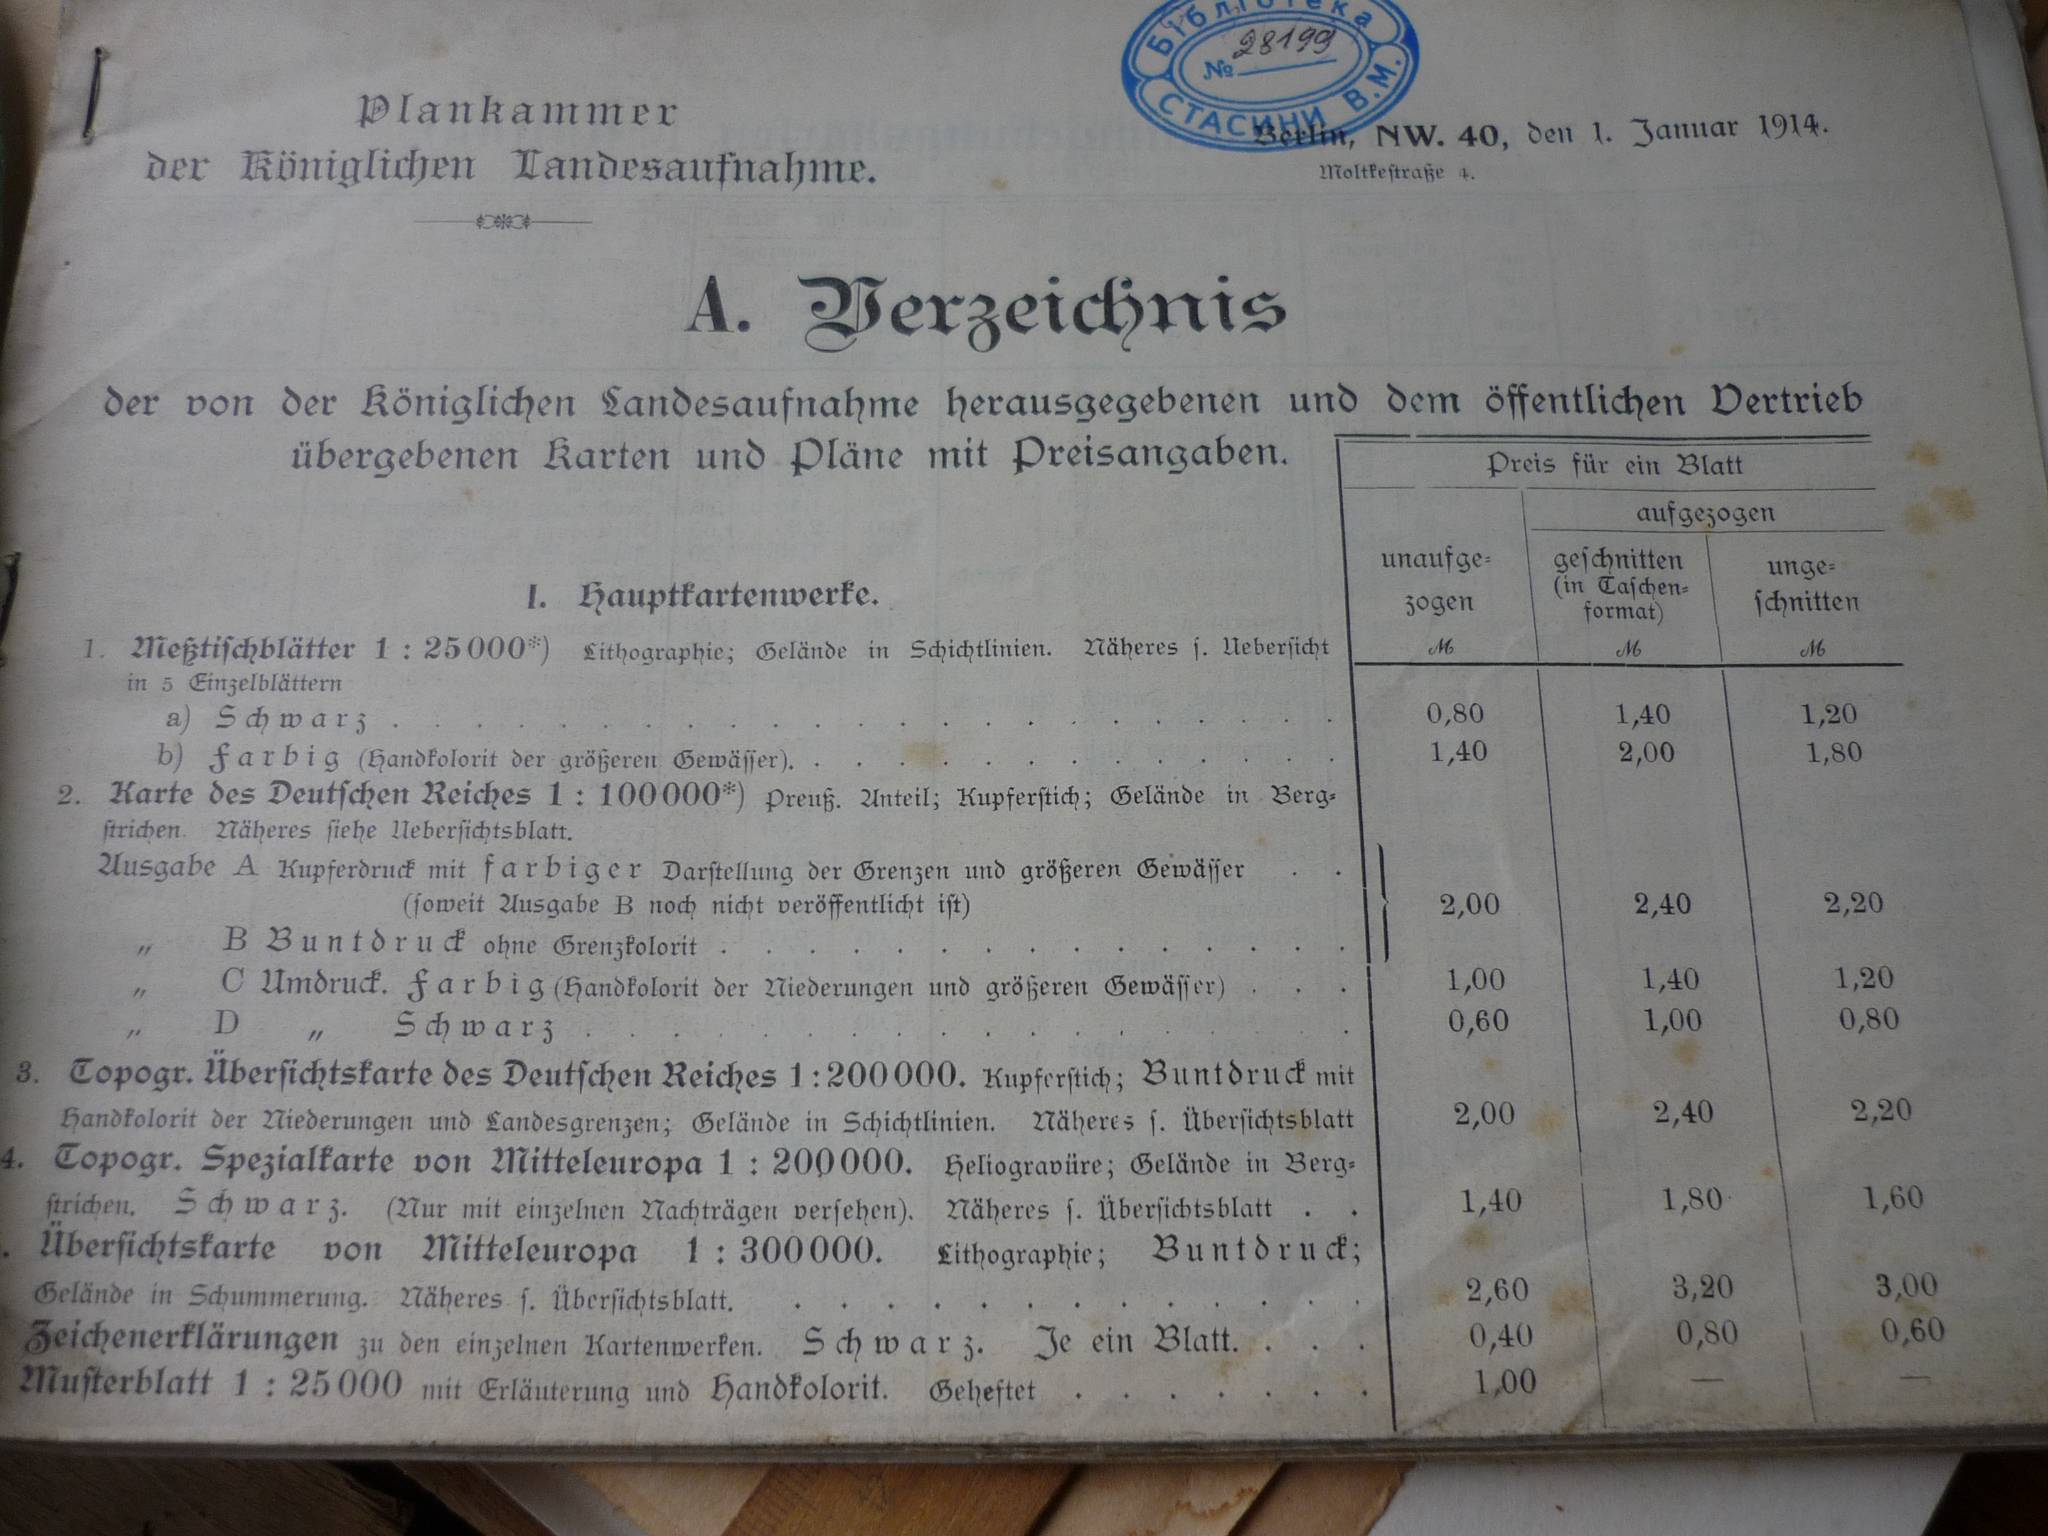 Бібліотека
№ 28199
СТАСИНИ В.М.
Plankammer
der Königlichen Landesaufnahme.
Berlin, NW. 40, den 1. Januar 1914.
Moltkeſtraße 4.
A. Verzeichnis
der von der Königlichen Landesaufnahme herausgegebenen und dem öffentlichen Vertrieb
übergebenen Karten und Pläne mit Preisangaben.
Preis für ein Blatt
aufgezogen
unaufge-
zogen
geſchnitten
(in Taſchen-
format)
unge-
ſchnitten
I. Hauptkartenwerke.
ℳ ℳ ℳ
1. Meßtiſchblätter 1 : 25000*) Lithographie; Gelände in Schichtlinien. Näheres ſ. Ueberſicht
in 5 Einzelblättern
a) Schwarz . . . . . . . . . . . . . . . . . . 0,80 1,40 1,20
b) Farbig (Handkolorit der größeren Gewäſſer). . . . . . . . . . 1,40 2,00 1,80
2. Karte des Deutſchen Reiches 1 : 100000*) Preuß. Anteil; Kupferſtich; Gelände in Berg-
ſtrichen. Näheres ſiehe Ueberſichtsblatt.
Ausgabe A Kupferdruck mit farbiger Darſtellung der Grenzen und größeren Gewäſſer . .
(ſoweit Ausgabe B noch nicht veröffentlicht iſt) 2,00 2,40 2,20
„ B Buntdruck ohne Grenzkolorit . . . . . . . . . . . . . .
„ C Umdruck. Farbig (Handkolorit der Niederungen und größeren Gewäſſer) . . . 1,00 1,40 1,20
„ D „ Schwarz . . . . . . . . . . . . . 0,60 1,00 0,80
3. Topogr. Überſichtskarte des Deutſchen Reiches 1:200000. Kupferſtich; Buntdruck mit
Handkolorit der Niederungen und Landesgrenzen; Gelände in Schichtlinien. Näheres ſ. Überſichtsblatt 2,00 2,40 2,20
4. Topogr. Spezialkarte von Mitteleuropa 1 : 200000. Heliogravüre; Gelände in Berg-
ſtrichen. Schwarz. (Nur mit einzelnen Nachträgen verſehen). Näheres ſ. Überſichtsblatt . . 1,40 1,80 1,60
. Überſichtskarte von Mitteleuropa 1 : 300000. Lithographie; Buntdruck;
Gelände in Schummerung. Näheres ſ. Überſichtsblatt. . . . . . . . . . . . . 2,60 3,20 3,00
Zeichenerklärungen zu den einzelnen Kartenwerken. Schwarz. Je ein Blatt. . . . 0,40 0,80 0,60
Muſterblatt 1 : 25000 mit Erläuterung und Handkolorit. Geheftet . . . . . . . 1,00 — —